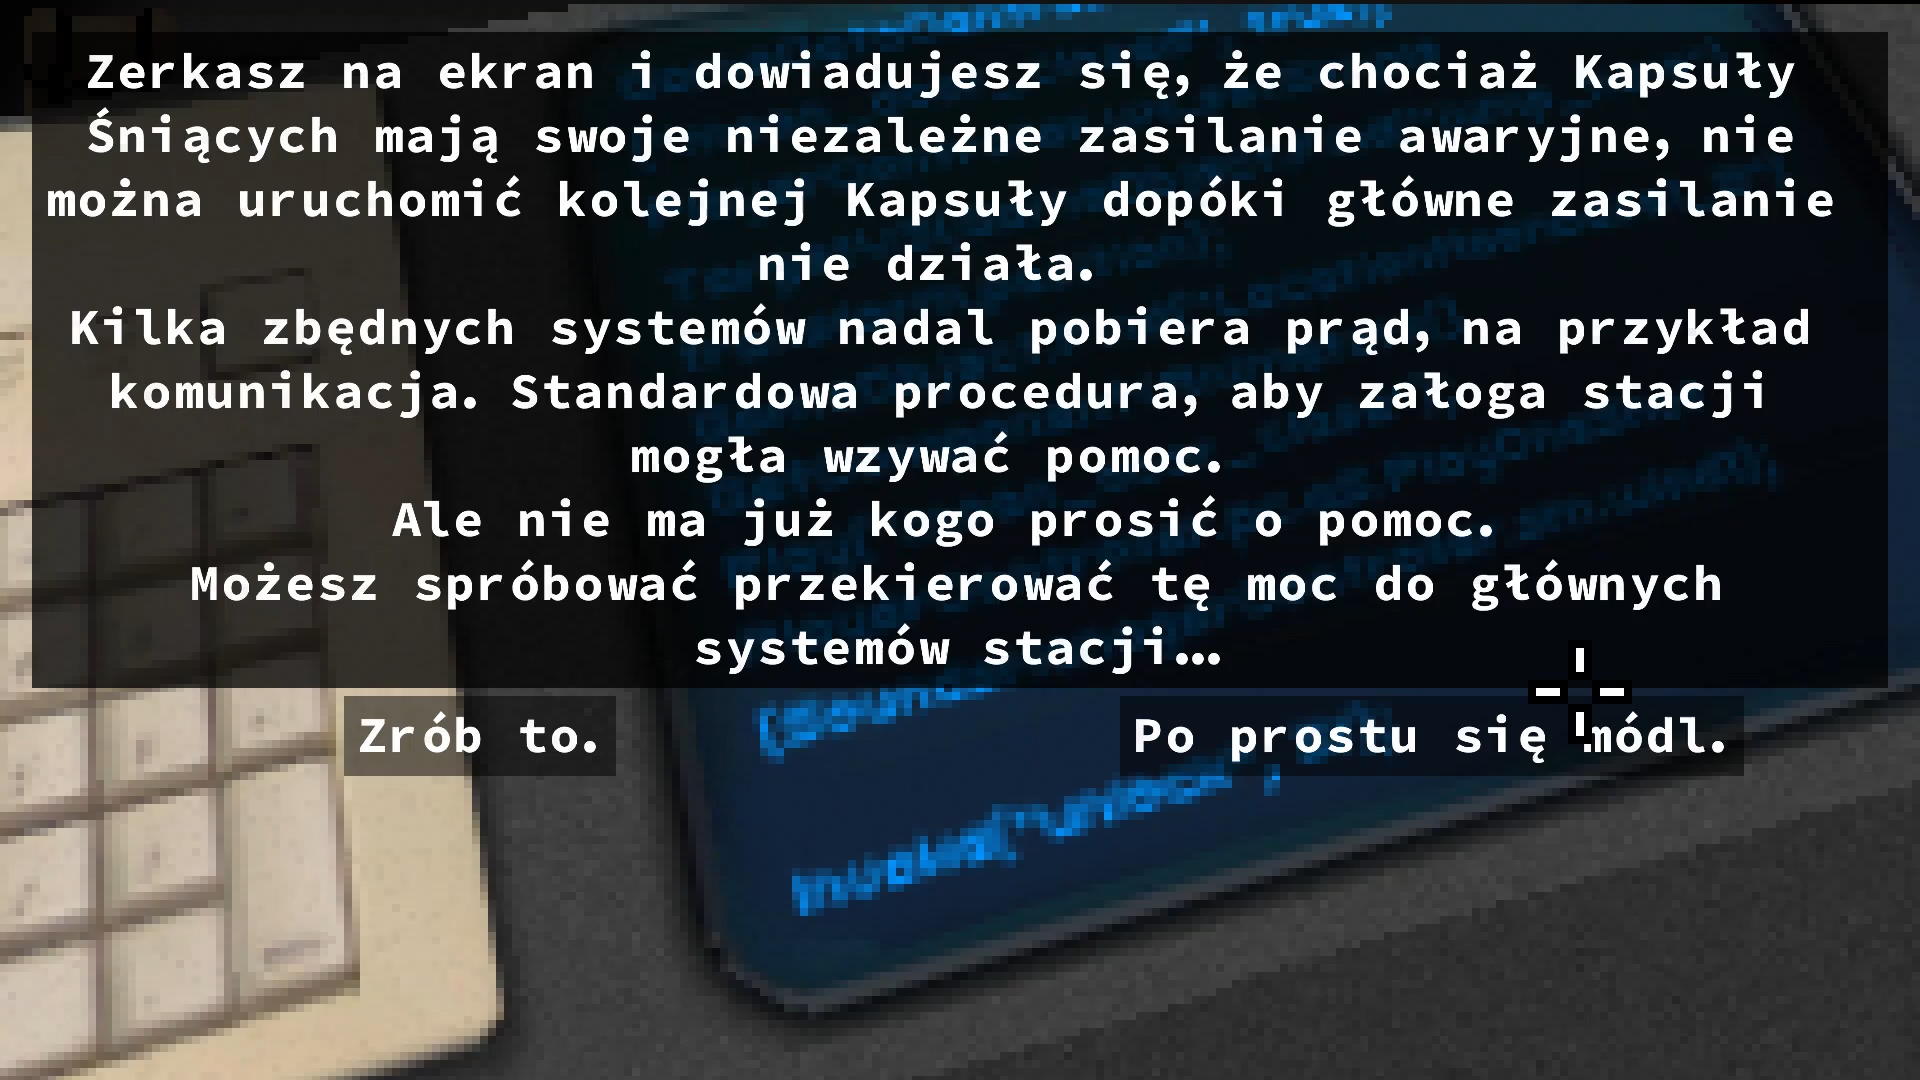 Zerkasz na ekran i dowiadujesz się, że chociaż Kapsuły
Śniących mają swoje niezależne zasilanie awaryjne, nie
można uruchomić kolejnej Kapsuły dopóki główne zasilanie
nie działa.
Kilka zbędnych systemów nadal pobiera prąd, na przykład
komunikacja. Standardowa procedura, aby załoga stacji
mogła wzywać pomoc.
Ale nie ma już kogo prosić o pomoc.
Możesz spróbować przekierować tę moc do głównych
systemów stacji…
Zrób to.
Po prostu się módl.